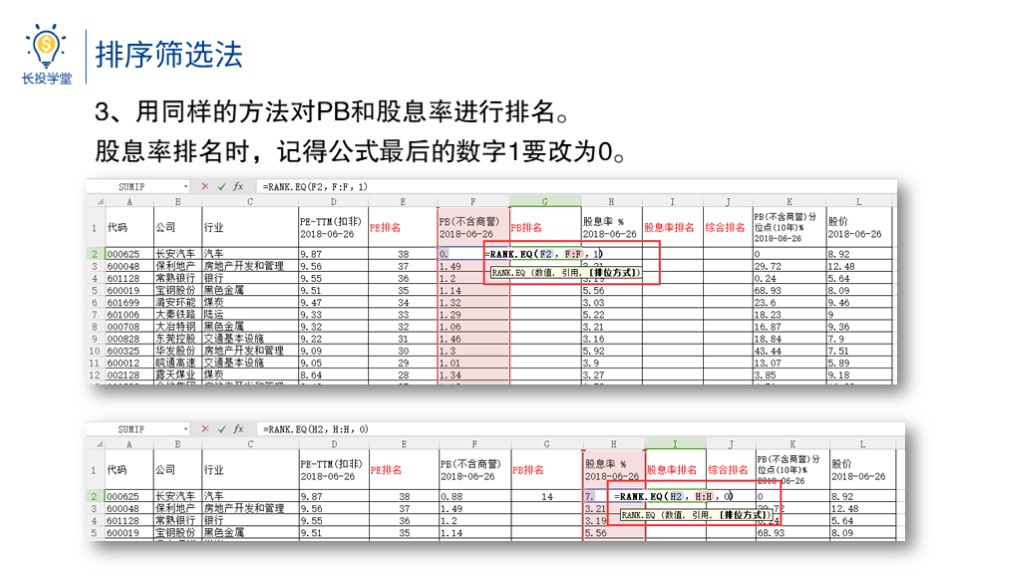 长投学堂
排序筛选法
3、用同样的方法对PB和股息率进行排名。
股息率排名时，记得公式最后的数字1要改为0。
SUMIF × ✓ fx =RANK.EQ(F2, F:F, 1)
A B C D E F G H I J K L
1 代码 公司 行业 PE-TTM(扣非) 2018-06-26 PE排名 PB(不含商誉) 2018-06-26 PB排名 股息率 % 2018-06-26 股息率排名 综合排名 PB(不含商誉)分位点(10年)% 2018-06-26 股价 2018-06-26
2 000625 长安汽车 汽车 9.87 38 0. =RANK.EQ(F2, F:F, 1) 0 8.92
RANK.EQ (数值, 引用, [排位方式])
3 600048 保利地产 房地产开发和管理 9.56 37 1.49 29.72 12.48
4 601128 常熟银行 银行 9.55 36 1.2 3.19 0.24 5.64
5 600019 宝钢股份 黑色金属 9.51 35 1.14 5.56 68.93 8.09
6 601699 潞安环能 煤炭 9.47 34 1.32 3.03 23.6 9.46
7 601006 大秦铁路 陆运 9.33 33 1.29 5.22 18.23 9
8 000708 大冶特钢 黑色金属 9.32 32 1.06 3.21 16.87 9.36
9 000828 东莞控股 交通基本设施 9.22 31 1.46 3.16 18.84 7.9
10 600325 华发股份 房地产开发和管理 9.09 30 1.3 5.92 43.44 7.51
11 600012 皖通高速 交通基本设施 9.05 29 1.01 3.9 13.07 5.89
12 002128 露天煤业 煤炭 8.64 28 1.34 3.27 3.85 9.18
SUMIF × ✓ fx =RANK.EQ(H2, H:H, 0)
A B C D E F G H I J K L
1 代码 公司 行业 PE-TTM(扣非) 2018-06-26 PE排名 PB(不含商誉) 2018-06-26 PB排名 股息率 % 2018-06-26 股息率排名 综合排名 PB(不含商誉)分位点(10年)% 2018-06-26 股价 2018-06-26
2 000625 长安汽车 汽车 9.87 38 0.88 14 7. =RANK.EQ(H2, H:H, 0) 0 8.92
3 600048 保利地产 房地产开发和管理 9.56 37 1.49 3.21 29.72 12.48
RANK.EQ (数值, 引用, [排位方式])
4 601128 常熟银行 银行 9.55 36 1.2 3.19 0.24 5.64
5 600019 宝钢股份 黑色金属 9.51 35 1.14 5.56 68.93 8.09